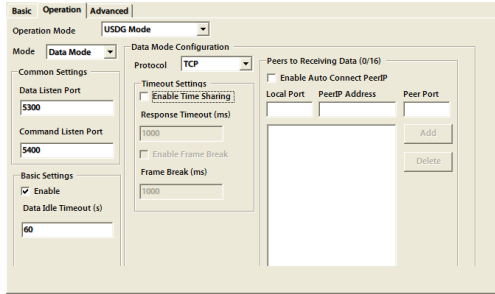 Basic Operation Advanced
Operation Mode USDG Mode
Mode Data Mode
Common Settings
Data Listen Port
5300
Command Listen Port
5400
Basic Settings
Enable
Data Idle Timeout (s)
60
Data Mode Configuration
Protocol TCP
Timeout Settings
Enable Time Sharing
Response Timeout (ms)
1000
Enable Frame Break
Frame Break (ms)
1000
Peers to Receiving Data (0/16)
Enable Auto Connect PeerIP
Local Port PeerIP Address Peer Port
Add
Delete